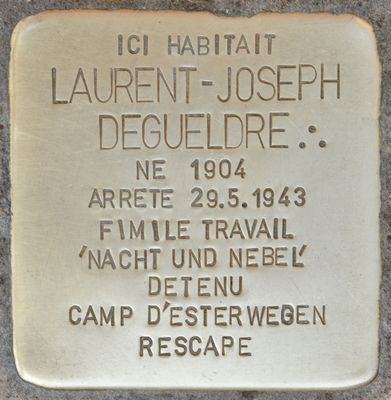 ICI HABITAIT
LAURENT-JOSEPH
DEGUELDRE ∴
NE 1904
ARRETE 29.5.1943
FIMILE TRAVAIL
'NACHT UND NEBEL'
DETENU
CAMP D'ESTERWEGEN
RESCAPE